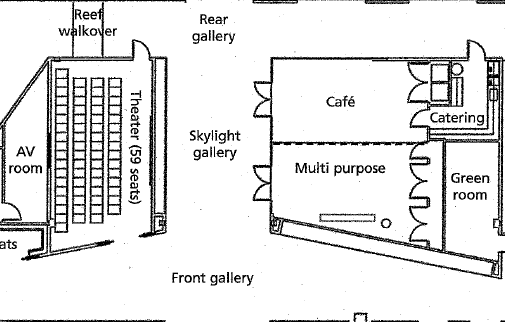 Reef
walkover
Rear
gallery
Theater (59 seats)
Café
Catering
Skylight
gallery
AV
room
Multi purpose
Green
room
ats
Front gallery